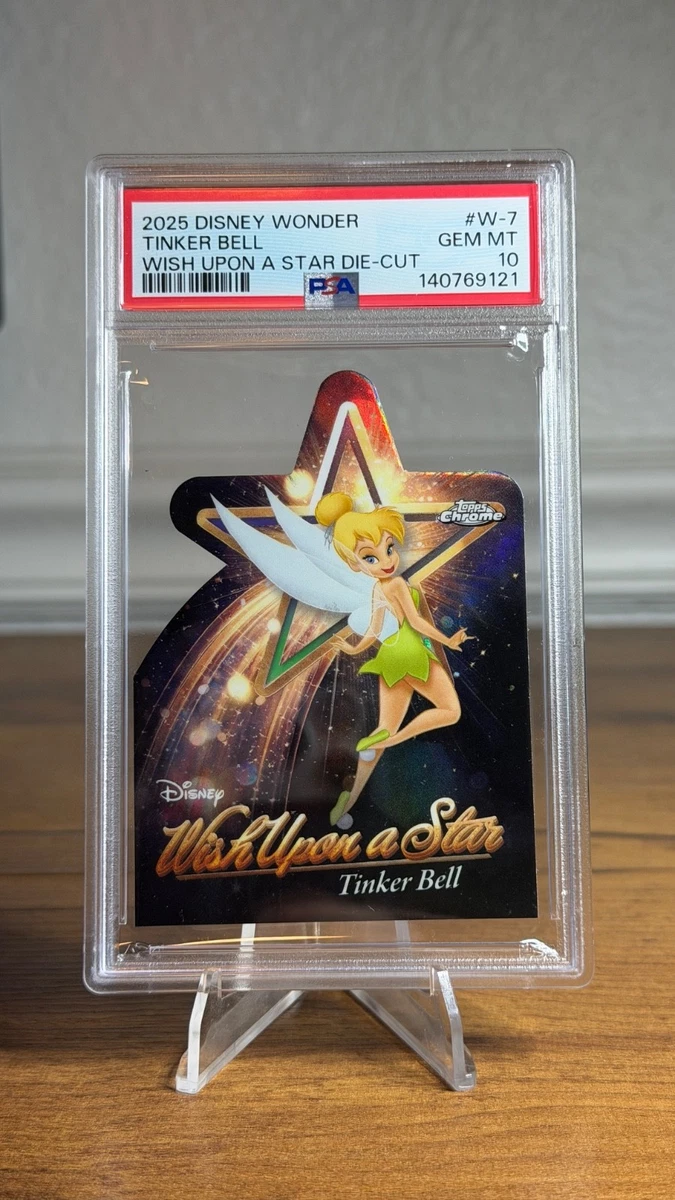 2025 DISNEY WONDER #W-7
TINKER BELL GEM MT
WISH UPON A STAR DIE-CUT 10
PSA 140769121
Topps
Chrome
Disney
Wish Upon a Star
Tinker Bell